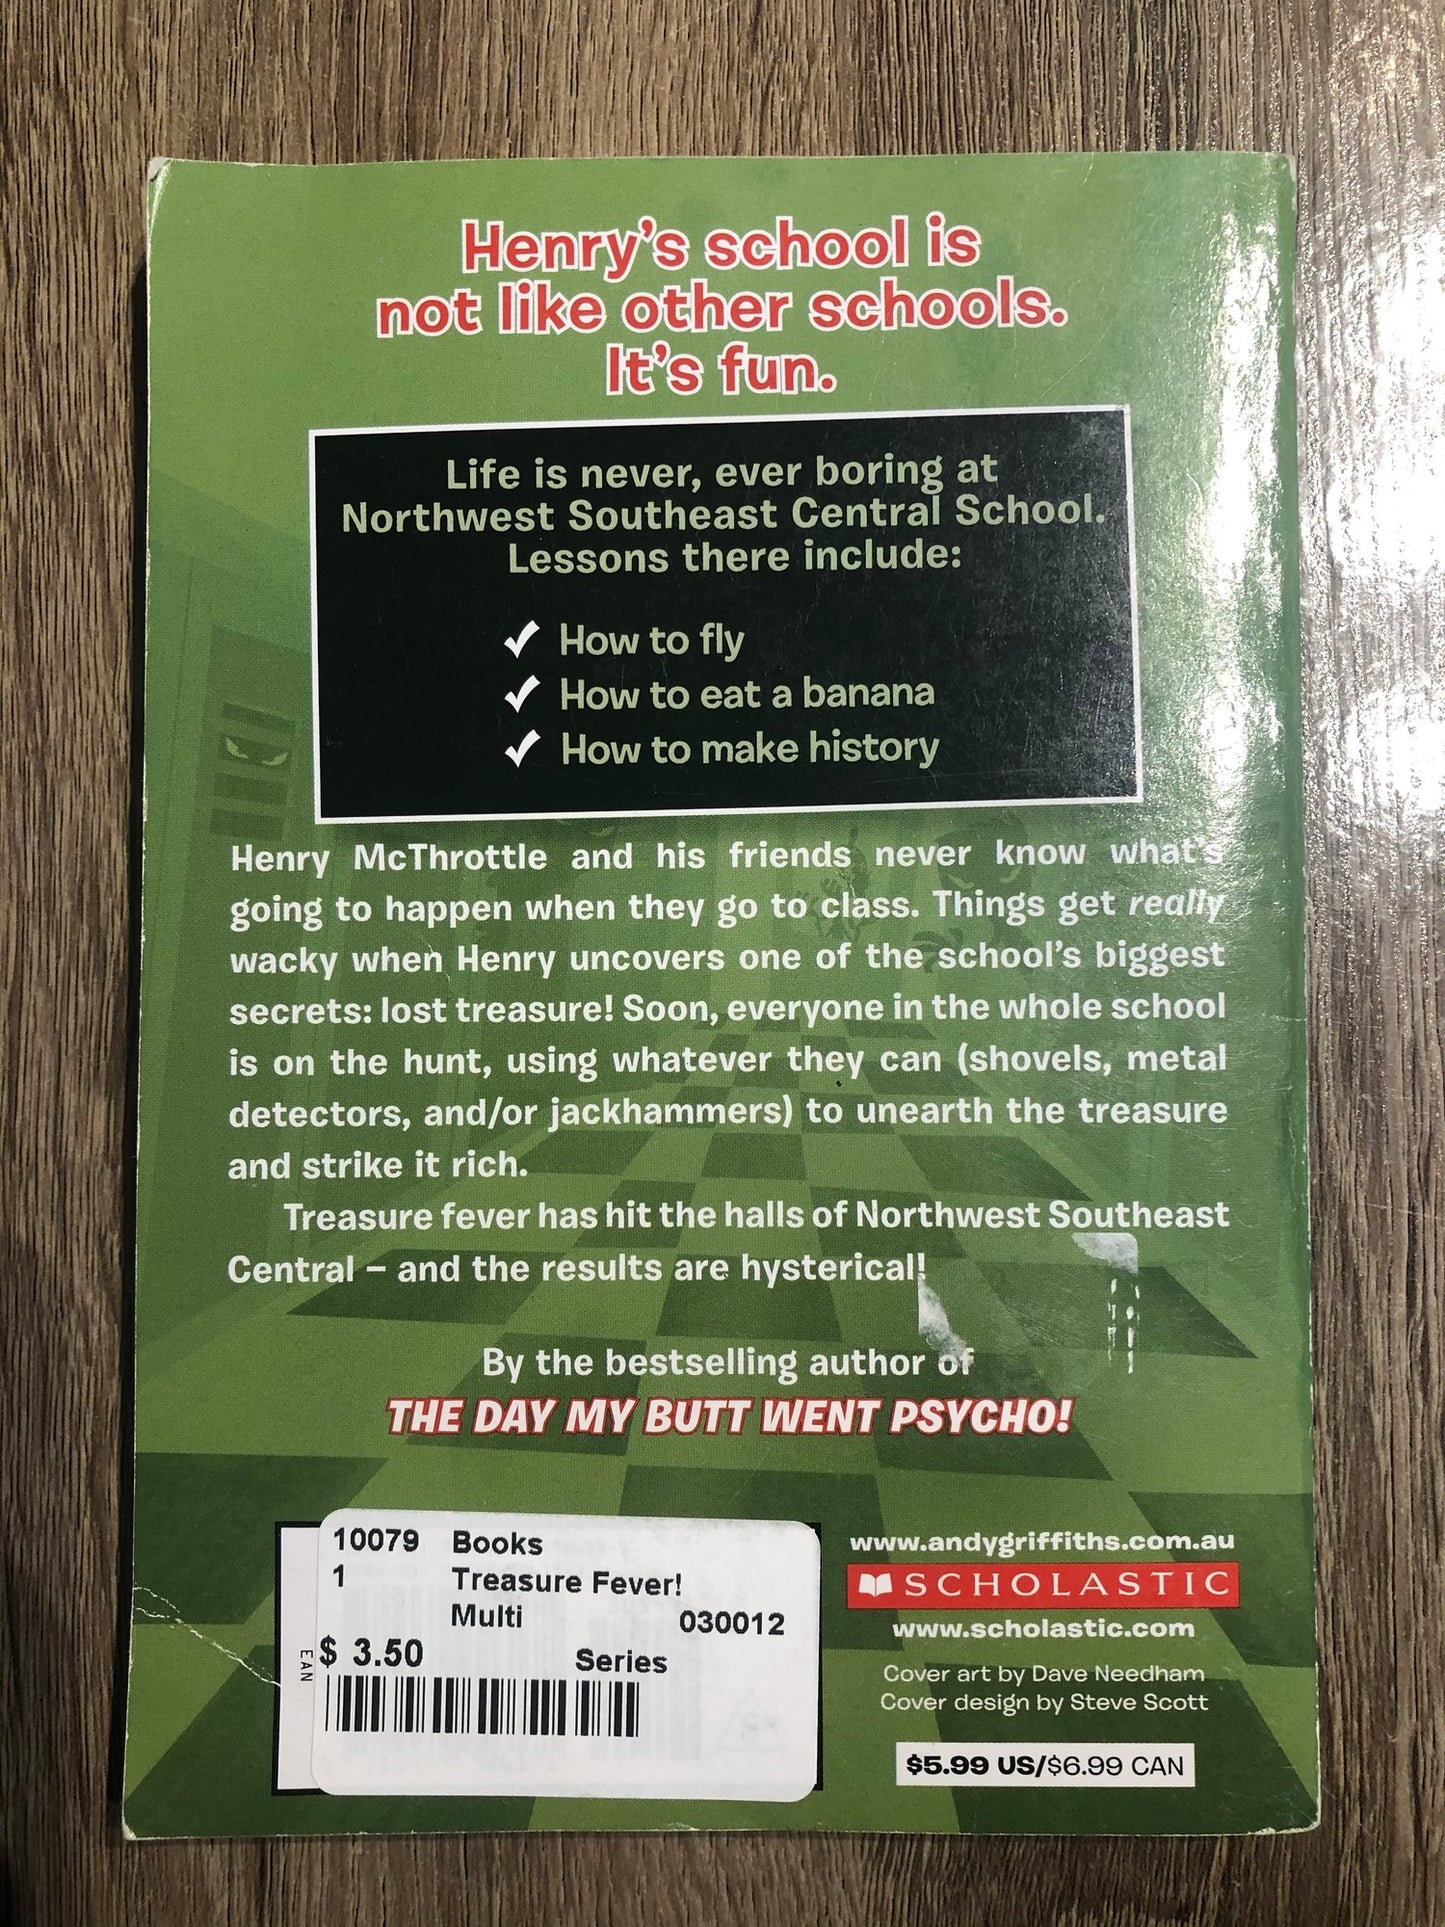 Henry's school is
not like other schools.
It's fun.
Life is never, ever boring at
Northwest Southeast Central School.
Lessons there include:
✓ How to fly
✓ How to eat a banana
✓ How to make history
Henry McThrottle and his friends never know what's
going to happen when they go to class. Things get really
wacky when Henry uncovers one of the school's biggest
secrets: lost treasure! Soon, everyone in the whole school
is on the hunt, using whatever they can (shovels, metal
detectors, and/or jackhammers) to unearth the treasure
and strike it rich.
Treasure fever has hit the halls of Northwest Southeast
Central – and the results are hysterical!
By the bestselling author of
THE DAY MY BUTT WENT PSYCHO!
10079 Books
1 Treasure Fever!
Multi 030012
$ 3.50 Series
EAN
www.andygriffiths.com.au
SCHOLASTIC
www.scholastic.com
Cover art by Dave Needham
Cover design by Steve Scott
$5.99 US/$6.99 CAN